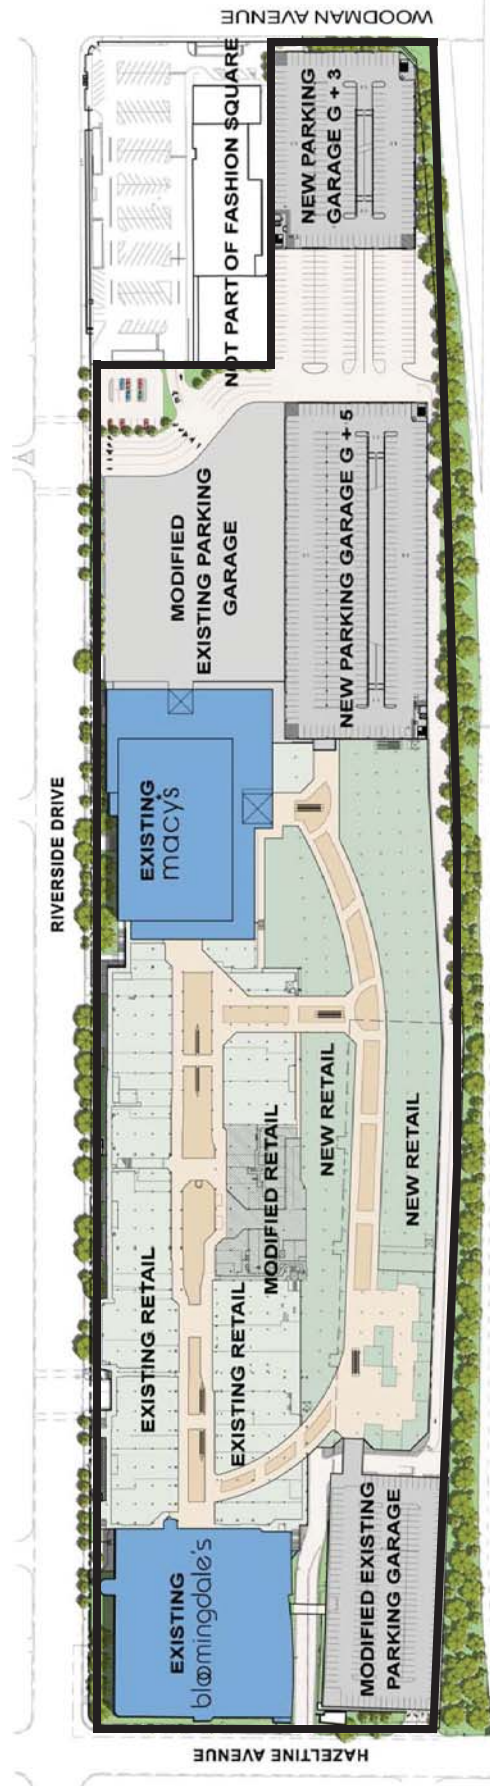 WOODMAN AVENUE
NOT PART OF FASHION SQUARE
NEW PARKING
GARAGE G + 3
MODIFIED
EXISTING PARKING
GARAGE
NEW PARKING GARAGE G + 5
RIVERSIDE DRIVE
EXISTING
macy's
EXISTING RETAIL
EXISTING RETAIL
MODIFIED RETAIL
NEW RETAIL
NEW RETAIL
EXISTING
bloomingdale's
MODIFIED EXISTING
PARKING GARAGE
HAZELTINE AVENUE